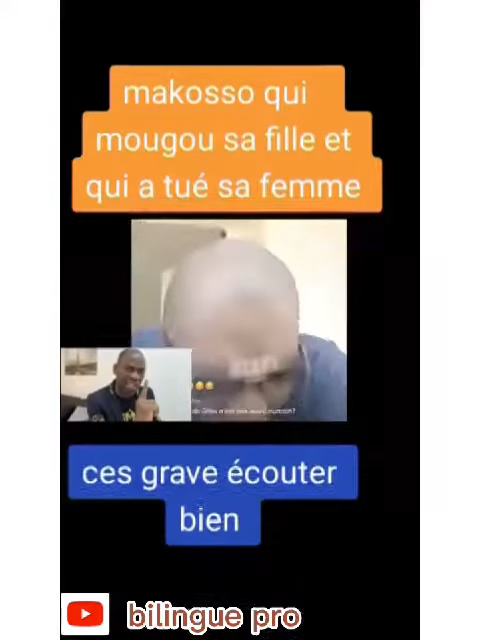 makosso qui
mougou sa fille et
qui a tué sa femme
ces grave écouter
bien
bilingue pro